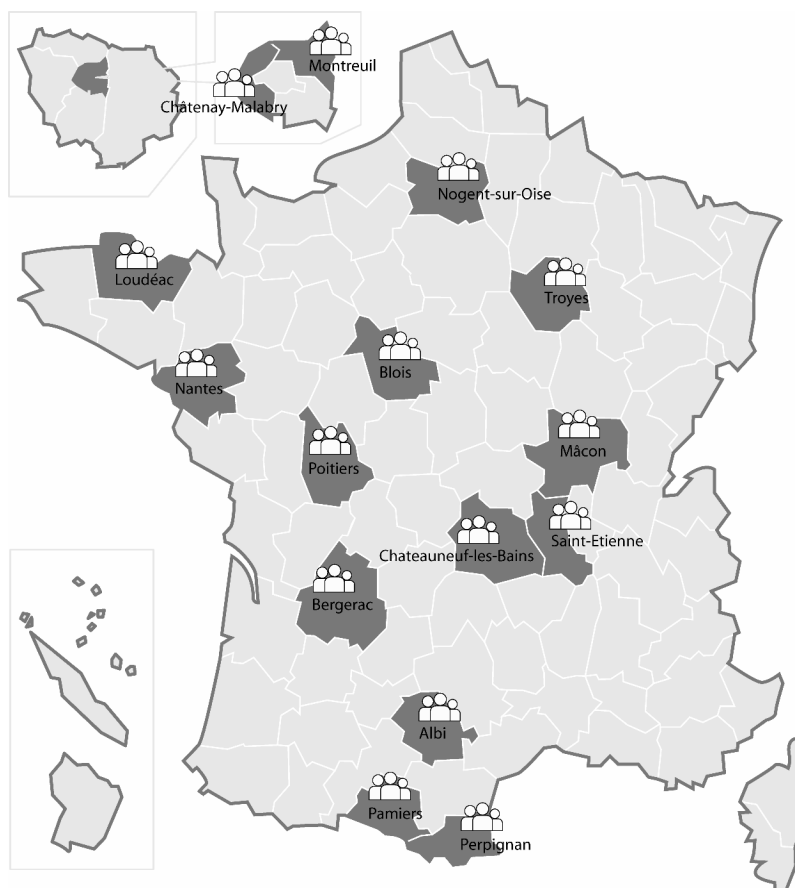 Montreuil
Châtenay-Malabry
Nogent-sur-Oise
Loudéac
Troyes
Blois
Nantes
Mâcon
Poitiers
Saint-Etienne
Chateauneuf-les-Bains
Bergerac
Albi
Pamiers
Perpignan